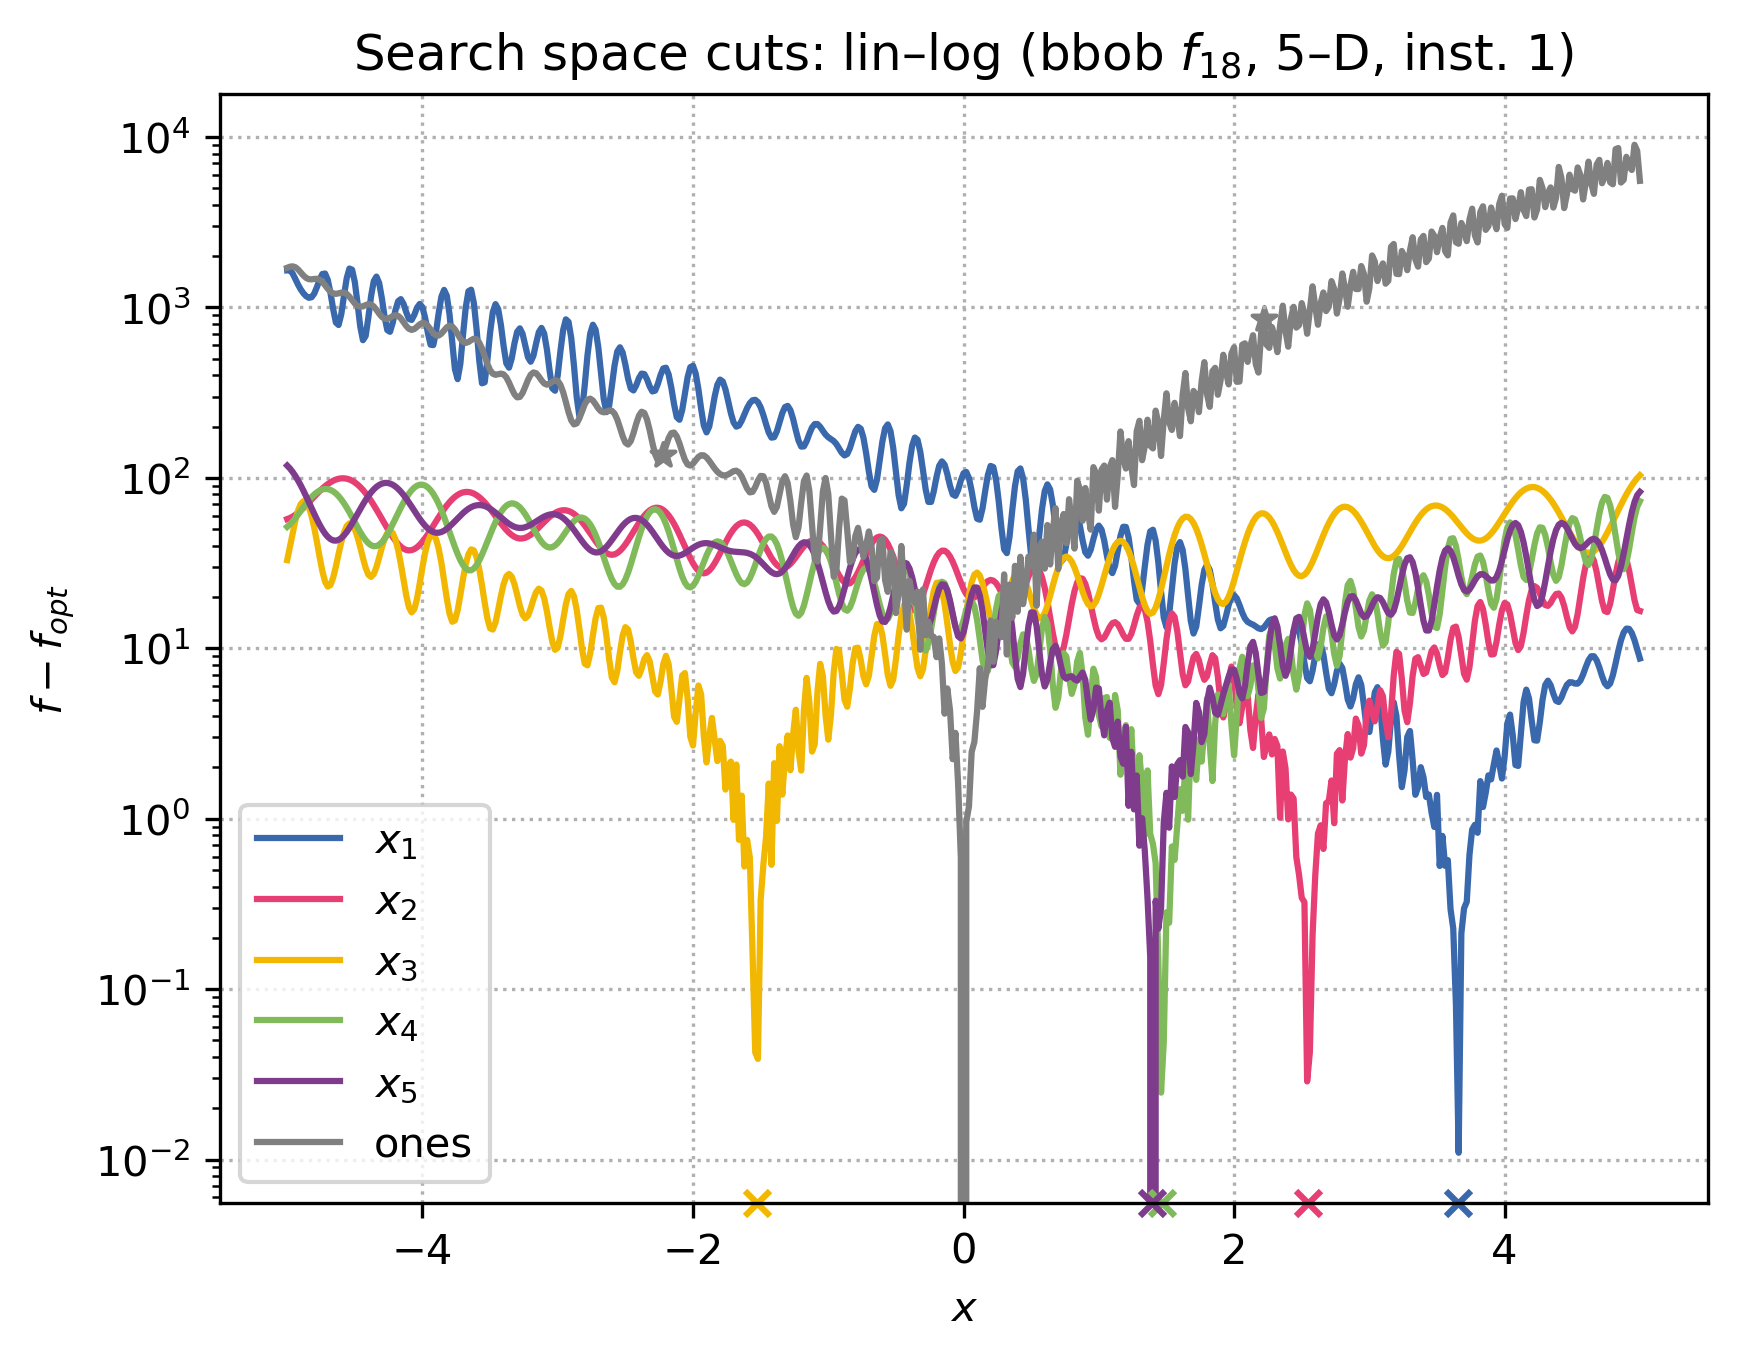 Search space cuts: lin–log (bbob f18, 5–D, inst. 1)
f − fopt
10^4
10^3
10^2
10^1
10^0
10^−1
10^−2
x1
x2
x3
x4
x5
ones
−4 −2 0 2 4
x